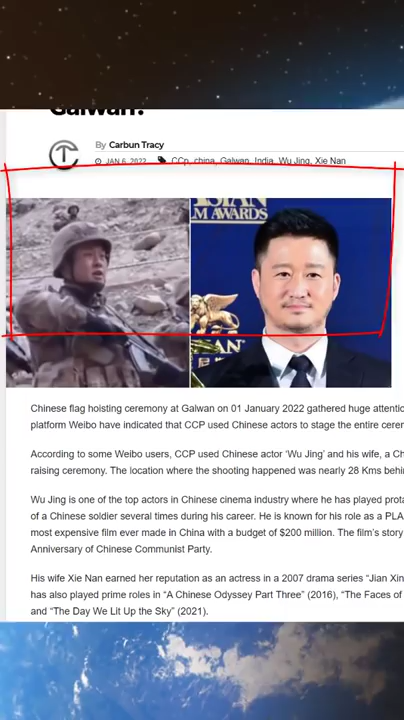 Galwan?
By Carbun Tracy
JAN 6, 2022 CCp, china, Galwan, India, Wu Jing, Xie Nan
ASIAN
M AWARDS
AN
Chinese flag hoisting ceremony at Galwan on 01 January 2022 gathered huge attentio
platform Weibo have indicated that CCP used Chinese actors to stage the entire cerer
According to some Weibo users, CCP used Chinese actor ‘Wu Jing’ and his wife, a Ch
raising ceremony. The location where the shooting happened was nearly 28 Kms behi
Wu Jing is one of the top actors in Chinese cinema industry where he has played prota
of a Chinese soldier several times during his career. He is known for his role as a PLA
most expensive film ever made in China with a budget of $200 million. The film's story
Anniversary of Chinese Communist Party.
His wife Xie Nan earned her reputation as an actress in a 2007 drama series “Jian Xin
has also played prime roles in “A Chinese Odyssey Part Three” (2016), “The Faces of
and “The Day We Lit Up the Sky” (2021).